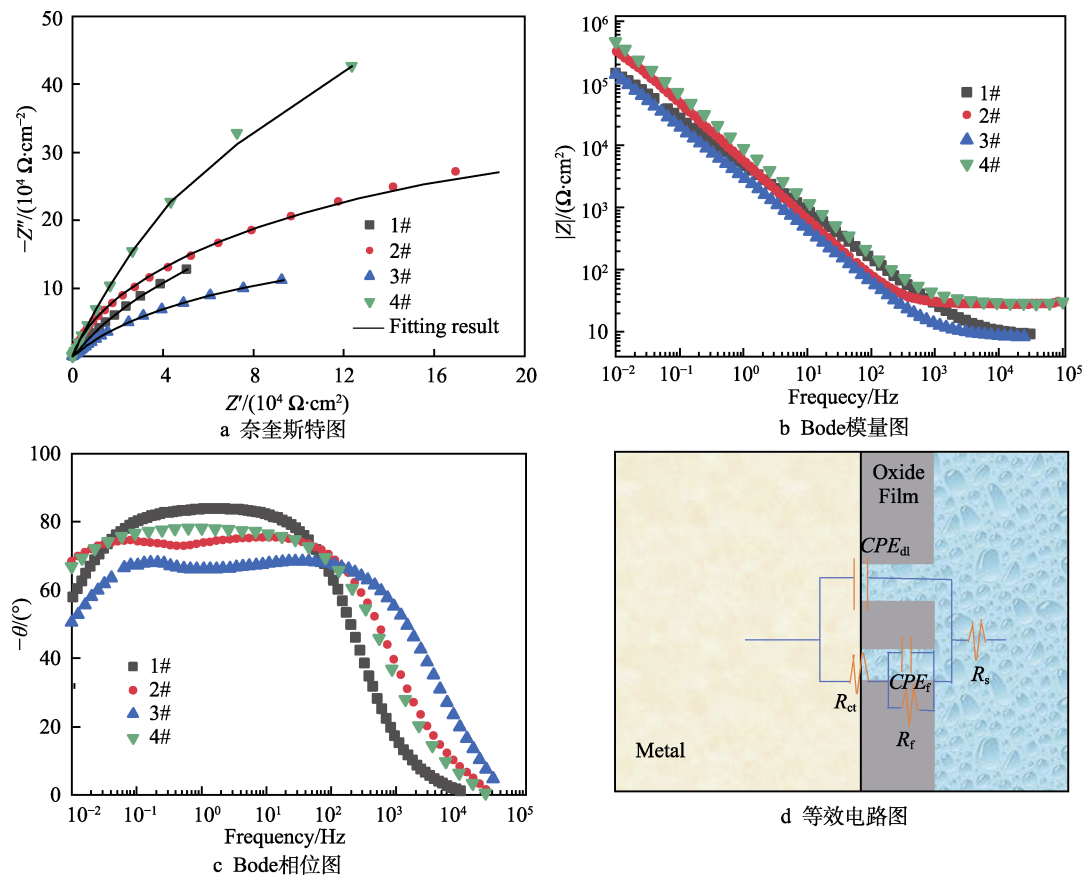 50
40
30
20
10
0
−Z″/(10⁴ Ω·cm⁻²)
1#
2#
3#
4#
Fitting result
0 4 8 12 16 20
Z′/(10⁴ Ω·cm²)
a 奈奎斯特图
10⁶
10⁵
10⁴
10³
10²
10
|Z|/(Ω·cm²)
1#
2#
3#
4#
10⁻² 10⁻¹ 10⁰ 10¹ 10² 10³ 10⁴ 10⁵
Frequecy/Hz
b Bode模量图
100
80
60
40
20
0
−θ/(°)
1#
2#
3#
4#
10⁻² 10⁻¹ 10⁰ 10¹ 10² 10³ 10⁴ 10⁵
Frequency/Hz
c Bode相位图
Oxide
Film
CPE_dl
CPE_f
R_s
R_ct
R_f
Metal
d 等效电路图